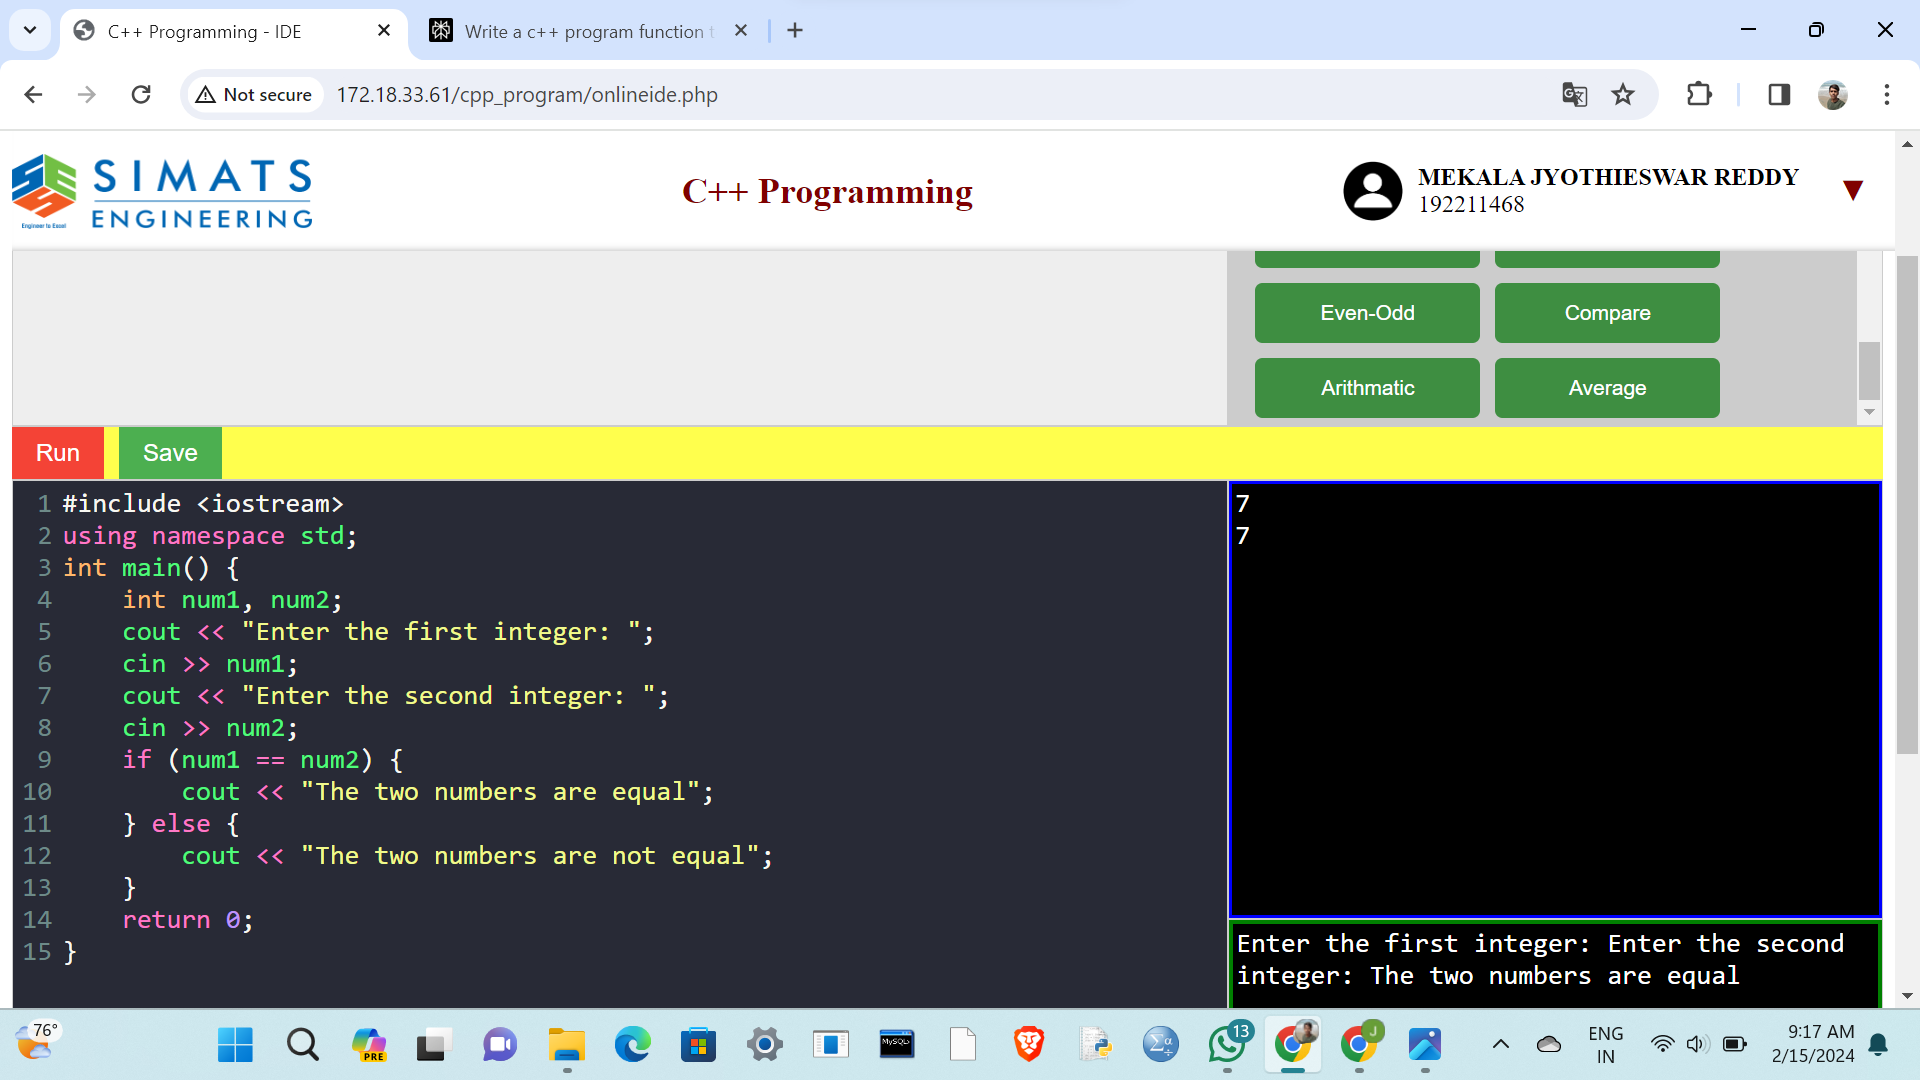 C++ Programming - IDE
Write a c++ program function t
Not secure
172.18.33.61/cpp_program/onlineide.php
SIMATS
ENGINEERING
Engineer to Excel
C++ Programming
MEKALA JYOTHIESWAR REDDY
192211468
Even-Odd
Compare
Arithmatic
Average
Run
Save
1 #include <iostream>
2 using namespace std;
3 int main() {
4     int num1, num2;
5     cout << "Enter the first integer: ";
6     cin >> num1;
7     cout << "Enter the second integer: ";
8     cin >> num2;
9     if (num1 == num2) {
10         cout << "The two numbers are equal";
11     } else {
12         cout << "The two numbers are not equal";
13     }
14     return 0;
15 }
7
7
Enter the first integer: Enter the second
integer: The two numbers are equal
76°
PRE
MySQL
Σα
13
J
ENG
IN
9:17 AM
2/15/2024